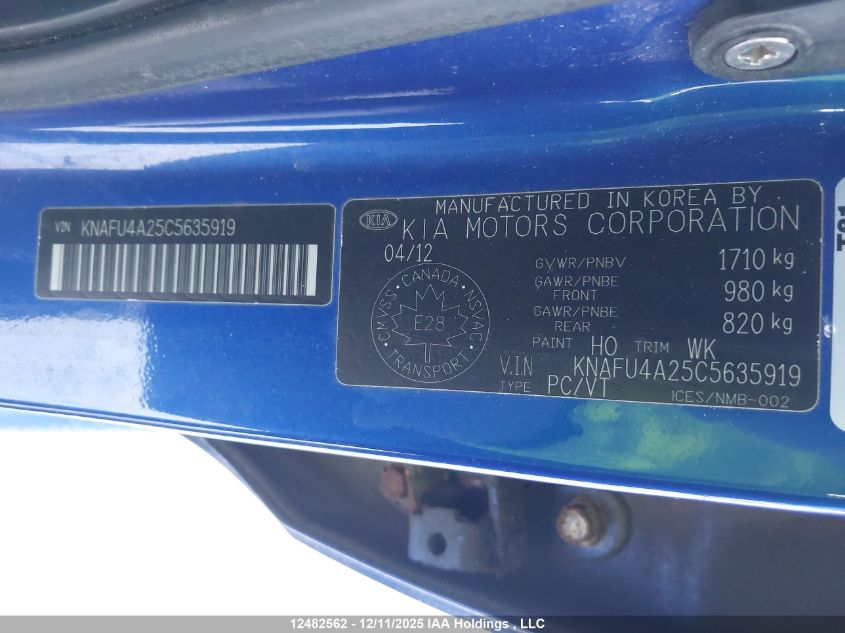 VIN KNAFU4A25C5635919
KIA
MANUFACTURED IN KOREA BY
KIA MOTORS CORPORATION
04/12
GVWR/PNBV 1710 kg
GAWR/PNBE FRONT 980 kg
GAWR/PNBE REAR 820 kg
CANADA
CMVSS NSVAC
E28
TRANSPORT
PAINT HO TRIM WK
V.I.N KNAFU4A25C5635919
TYPE PC/VT
ICES/NMB-002
12482562 - 12/11/2025 IAA Holdings , LLC